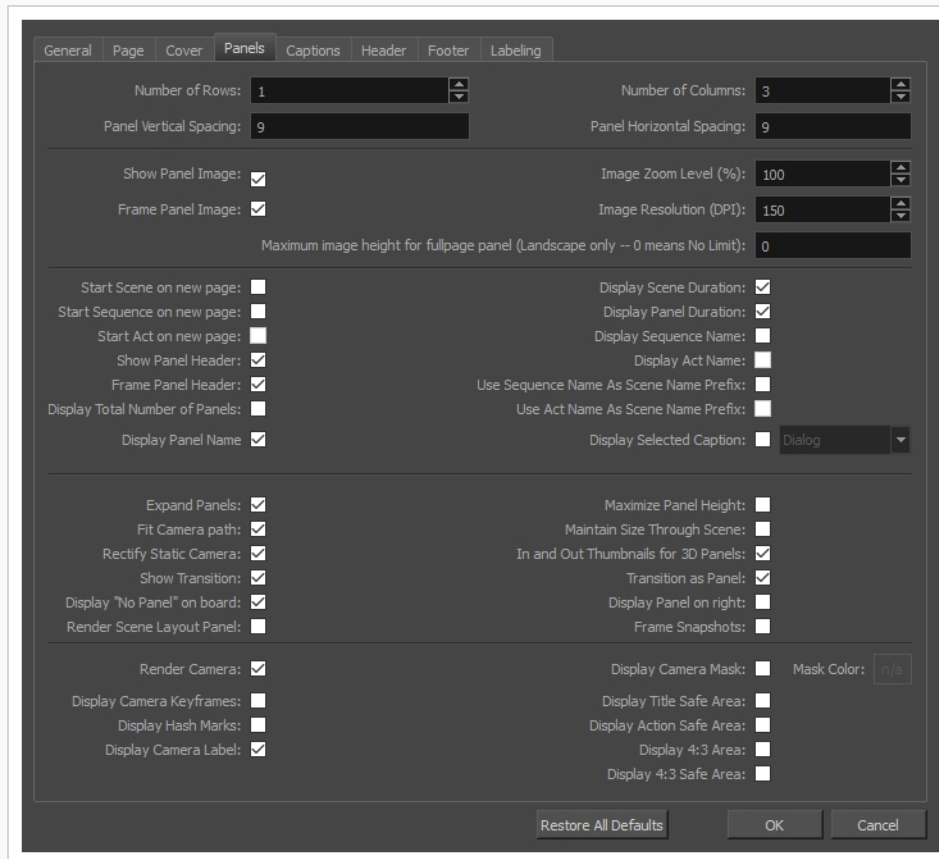 General Page Cover Panels Captions Header Footer Labeling
Number of Rows: 1 Number of Columns: 3
Panel Vertical Spacing: 9 Panel Horizontal Spacing: 9
Show Panel Image: Image Zoom Level (%): 100
Frame Panel Image: Image Resolution (DPI): 150
Maximum image height for fullpage panel (Landscape only -- 0 means No Limit): 0
Start Scene on new page: Display Scene Duration:
Start Sequence on new page: Display Panel Duration:
Start Act on new page: Display Sequence Name:
Show Panel Header: Display Act Name:
Frame Panel Header: Use Sequence Name As Scene Name Prefix:
Display Total Number of Panels: Use Act Name As Scene Name Prefix:
Display Panel Name Display Selected Caption: Dialog
Expand Panels: Maximize Panel Height:
Fit Camera path: Maintain Size Through Scene:
Rectify Static Camera: In and Out Thumbnails for 3D Panels:
Show Transition: Transition as Panel:
Display "No Panel" on board: Display Panel on right:
Render Scene Layout Panel: Frame Snapshots:
Render Camera: Display Camera Mask: Mask Color: n/a
Display Camera Keyframes: Display Title Safe Area:
Display Hash Marks: Display Action Safe Area:
Display Camera Label: Display 4:3 Area:
Display 4:3 Safe Area:
Restore All Defaults OK Cancel